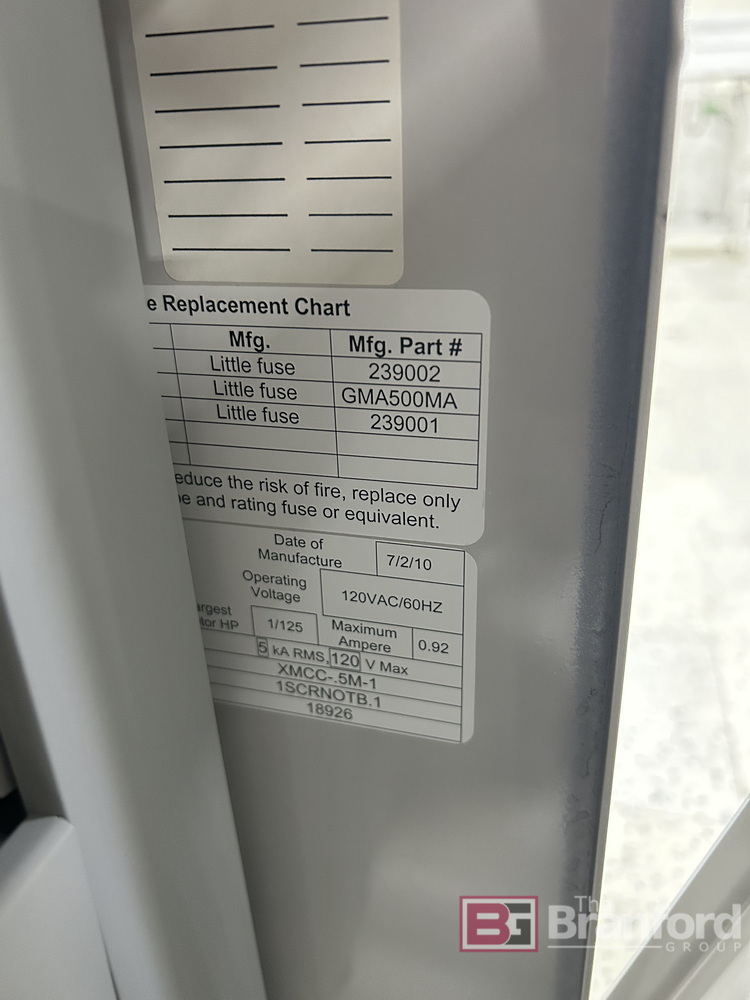 e Replacement Chart
Mfg. Mfg. Part #
Little fuse 239002
Little fuse GMA500MA
Little fuse 239001
educe the risk of fire, replace only
e and rating fuse or equivalent.
Date of Manufacture 7/2/10
Operating Voltage 120VAC/60HZ
argest tor HP 1/125 Maximum Ampere 0.92
5 kA RMS, 120 V Max
XMCC-.5M-1
1SCRNOTB.1
18926
BG The Branford
GROUP